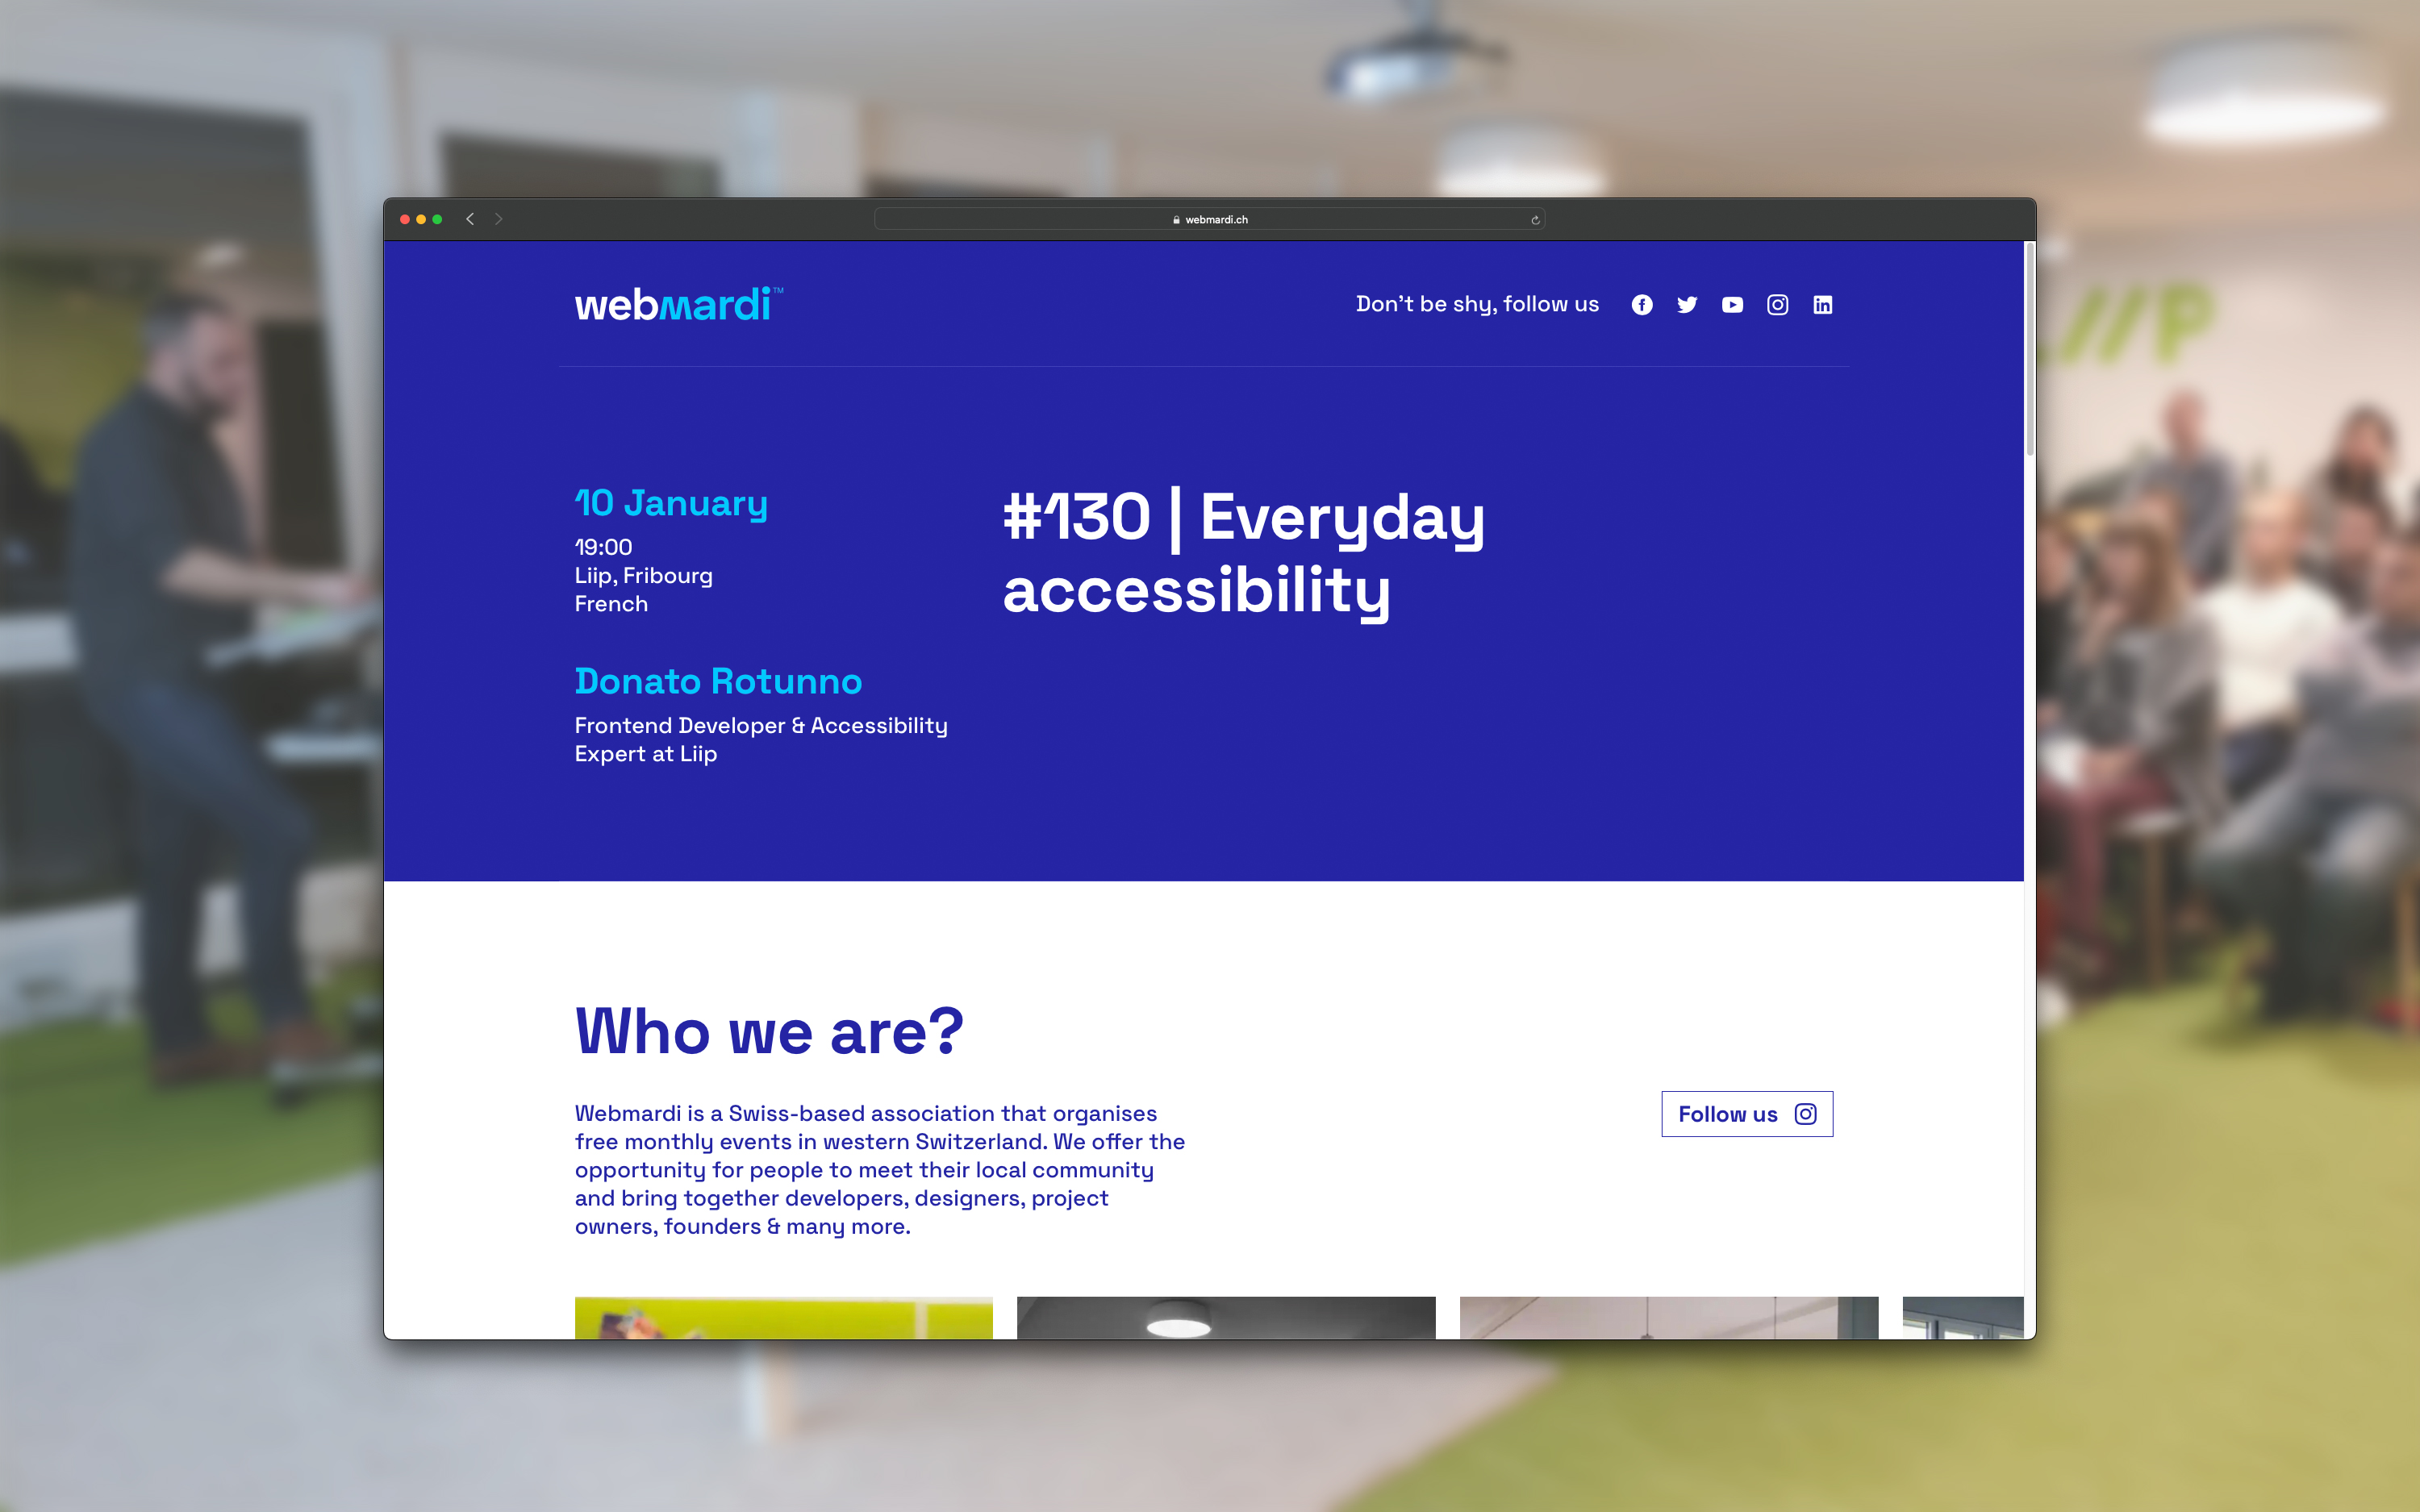 webmardi.ch
webmardi™
Don't be shy, follow us
10 January
19:00
Liip, Fribourg
French
#130 | Everyday
accessibility
Donato Rotunno
Frontend Developer & Accessibility
Expert at Liip
Who we are?
Webmardi is a Swiss-based association that organises
free monthly events in western Switzerland. We offer the
opportunity for people to meet their local community
and bring together developers, designers, project
owners, founders & many more.
Follow us
//P